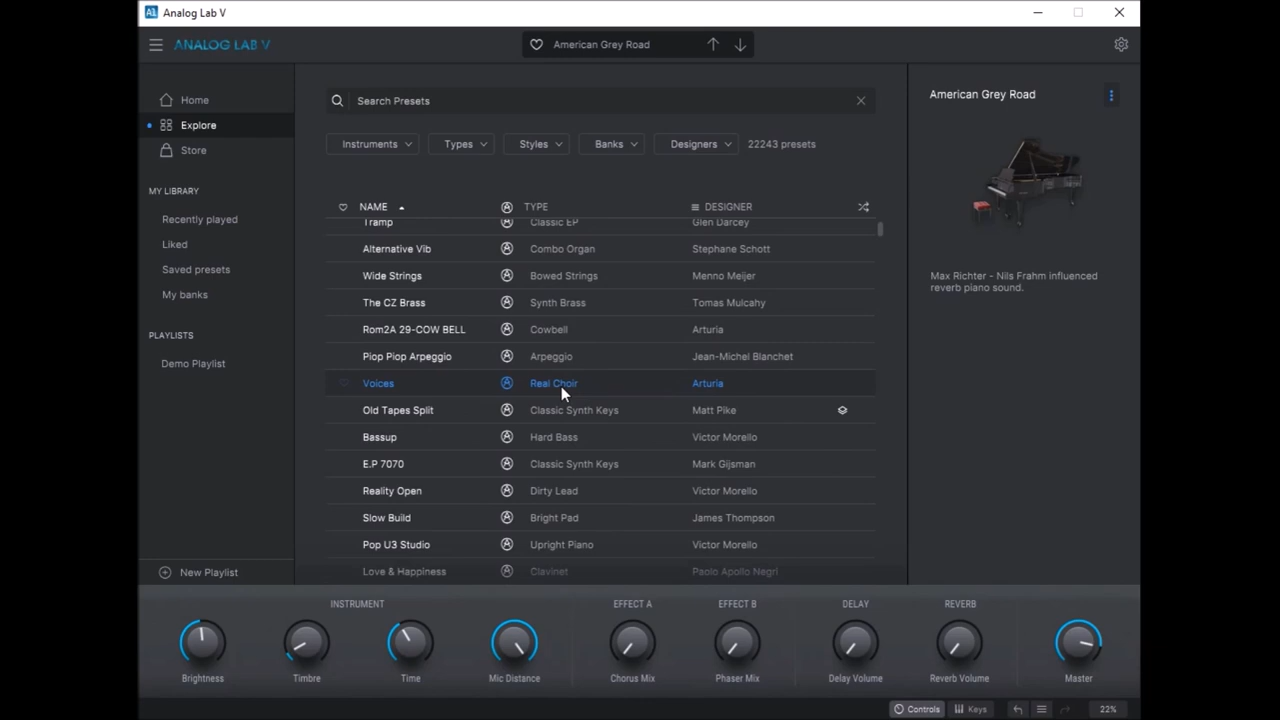 Analog Lab V
ANALOG LAB V
American Grey Road
Home
Explore
Store
MY LIBRARY
Recently played
Liked
Saved presets
My banks
PLAYLISTS
Demo Playlist
New Playlist
Search Presets
Instruments Types Styles Banks Designers 22243 presets
NAME TYPE DESIGNER
Tramp Classic EP Glen Darcey
Alternative Vib Combo Organ Stephane Schott
Wide Strings Bowed Strings Menno Meijer
The CZ Brass Synth Brass Tomas Mulcahy
Rom2A 29-COW BELL Cowbell Arturia
Piop Piop Arpeggio Arpeggio Jean-Michel Blanchet
Voices Real Choir Arturia
Old Tapes Split Classic Synth Keys Matt Pike
Bassup Hard Bass Victor Morello
E.P 7070 Classic Synth Keys Mark Gijsman
Reality Open Dirty Lead Victor Morello
Slow Build Bright Pad James Thompson
Pop U3 Studio Upright Piano Victor Morello
Love & Happiness Clavinet Paolo Apollo Negri
American Grey Road
Max Richter - Nils Frahm influenced
reverb piano sound.
INSTRUMENT EFFECT A EFFECT B DELAY REVERB
Brightness Timbre Time Mic Distance Chorus Mix Phaser Mix Delay Volume Reverb Volume Master
Controls Keys 22%